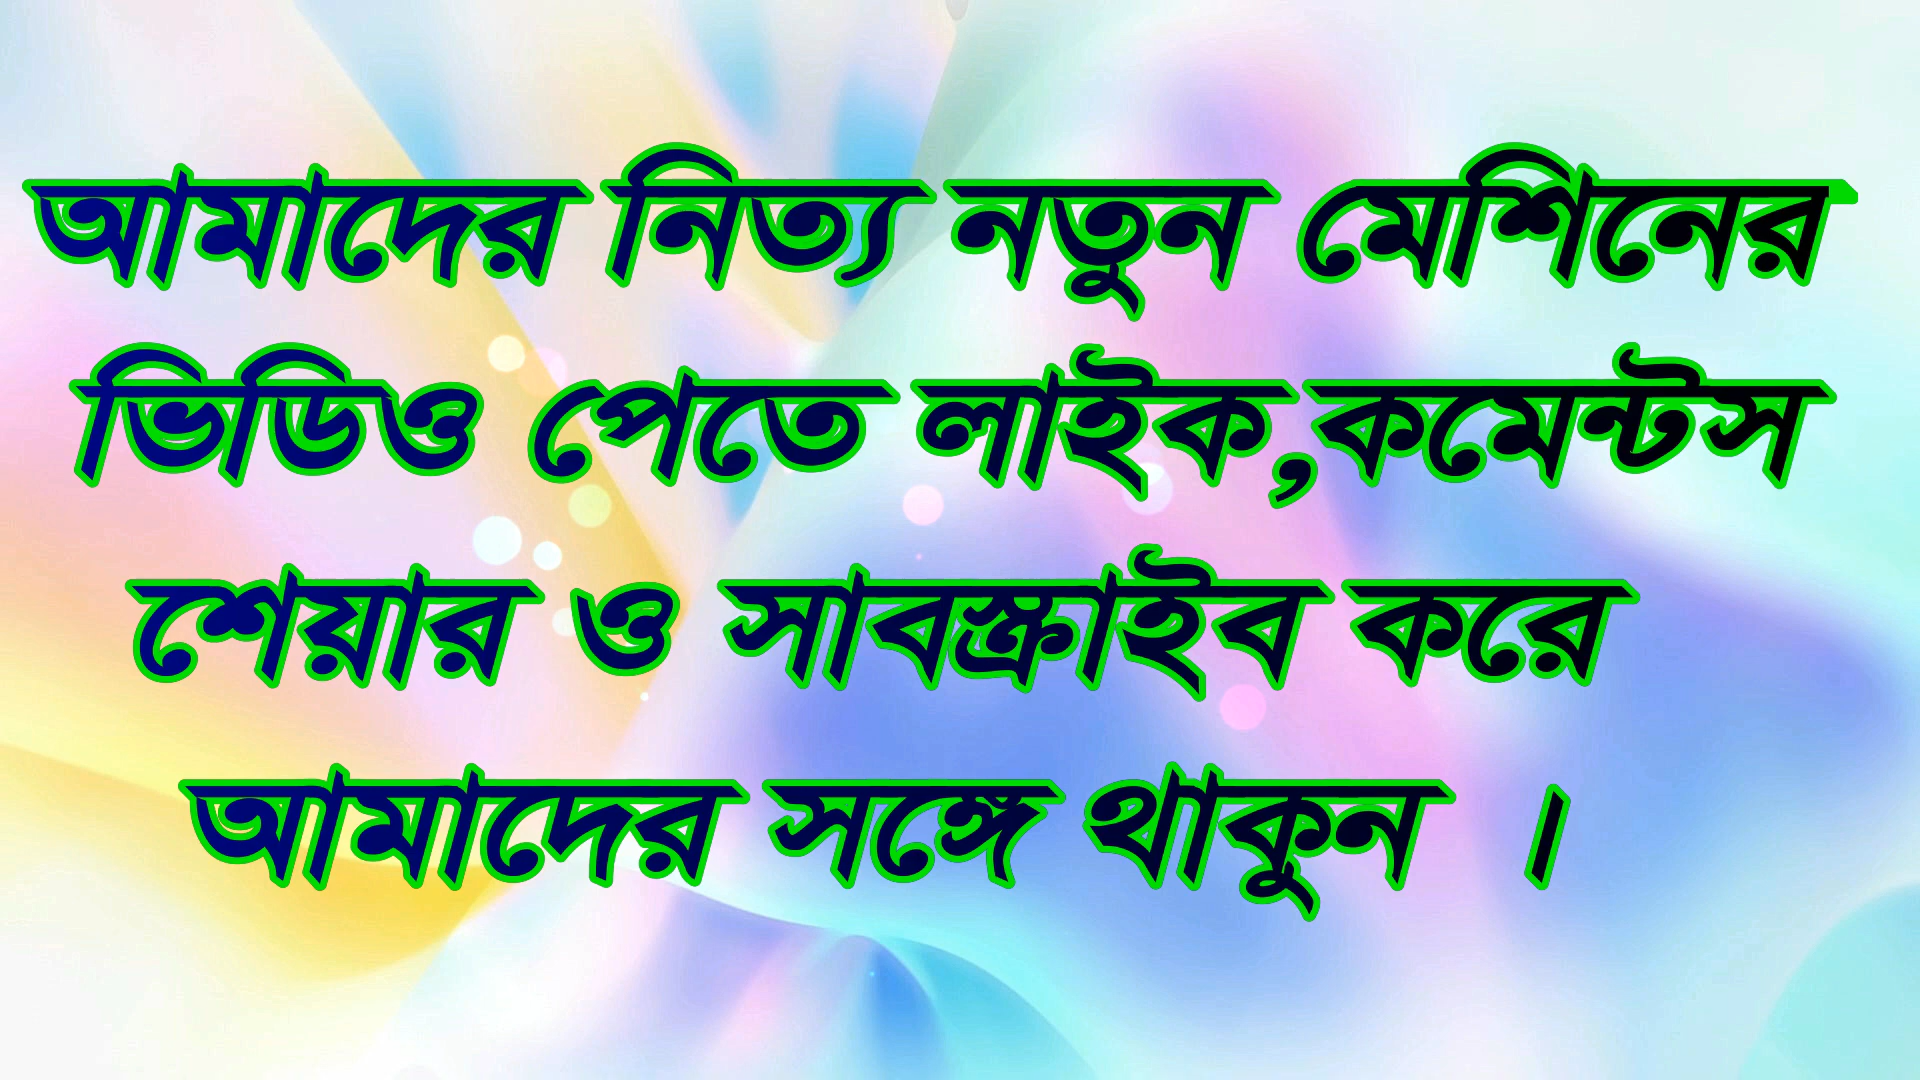 আমাদের নিত্য নতুন মেশিনের
ভিডিও পেতে লাইক,কমেন্টস
শেয়ার ও সাবস্ক্রাইব করে
আমাদের সঙ্গে থাকুন ।